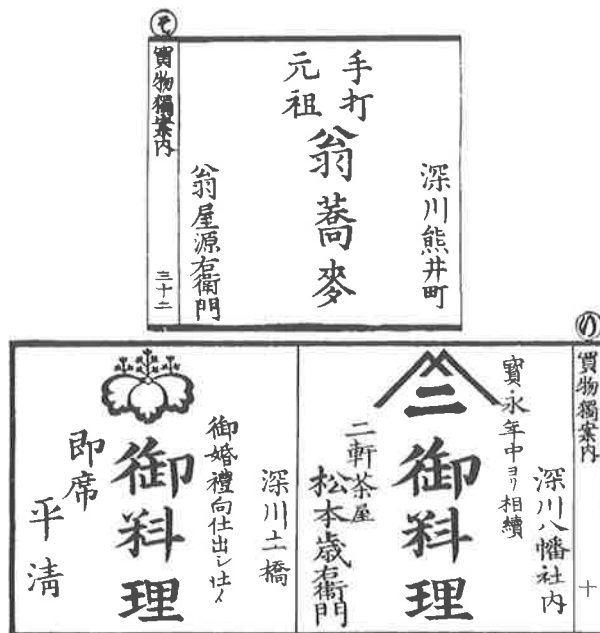 そ
買物獨案内
三十二
深川熊井町
手打
元祖
翁蕎麥
翁屋源右衛門
の
買物獨案内
十
深川八幡社内
寳永年中ヨリ相續
二
御料理
二軒茶屋
松本歳右衛門
深川土橋
御婚禮向仕出シ仕候
御料理
即席
平清